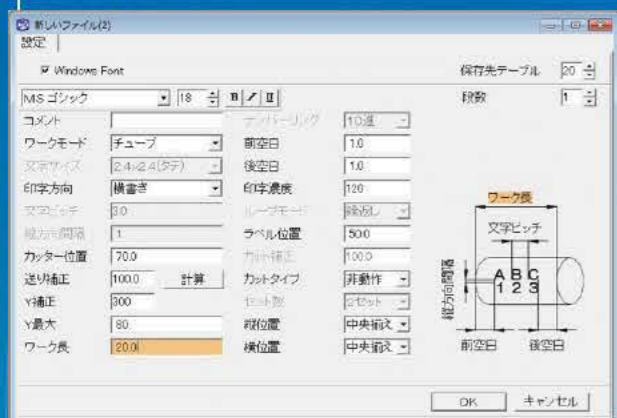 新しいファイル(2)
設定
Windows Font
保存先テーブル 20
MS ゴシック 18 B I U
段数 1
コメント
ナンバーリング 10進
ワークモード チューブ
前空白 1.0
文字サイズ 2.4×2.4(タテ)
後空白 1.0
印字方向 横書き
印字濃度 120
文字ピッチ 3.0
ループモード 繰返し
縦方向間隔 1
ラベル位置 50.0
カッター位置 70.0
カット補正 100.0
送り補正 100.0 計算
カットタイプ 非動作
Y補正 300
セット数 2セット
Y最大 80
縦位置 中央揃え
ワーク長 20.0
横位置 中央揃え
ワーク長
文字ピッチ
縦方向間隔
A B C
1 2 3
前空白 後空白
OK キャンセル